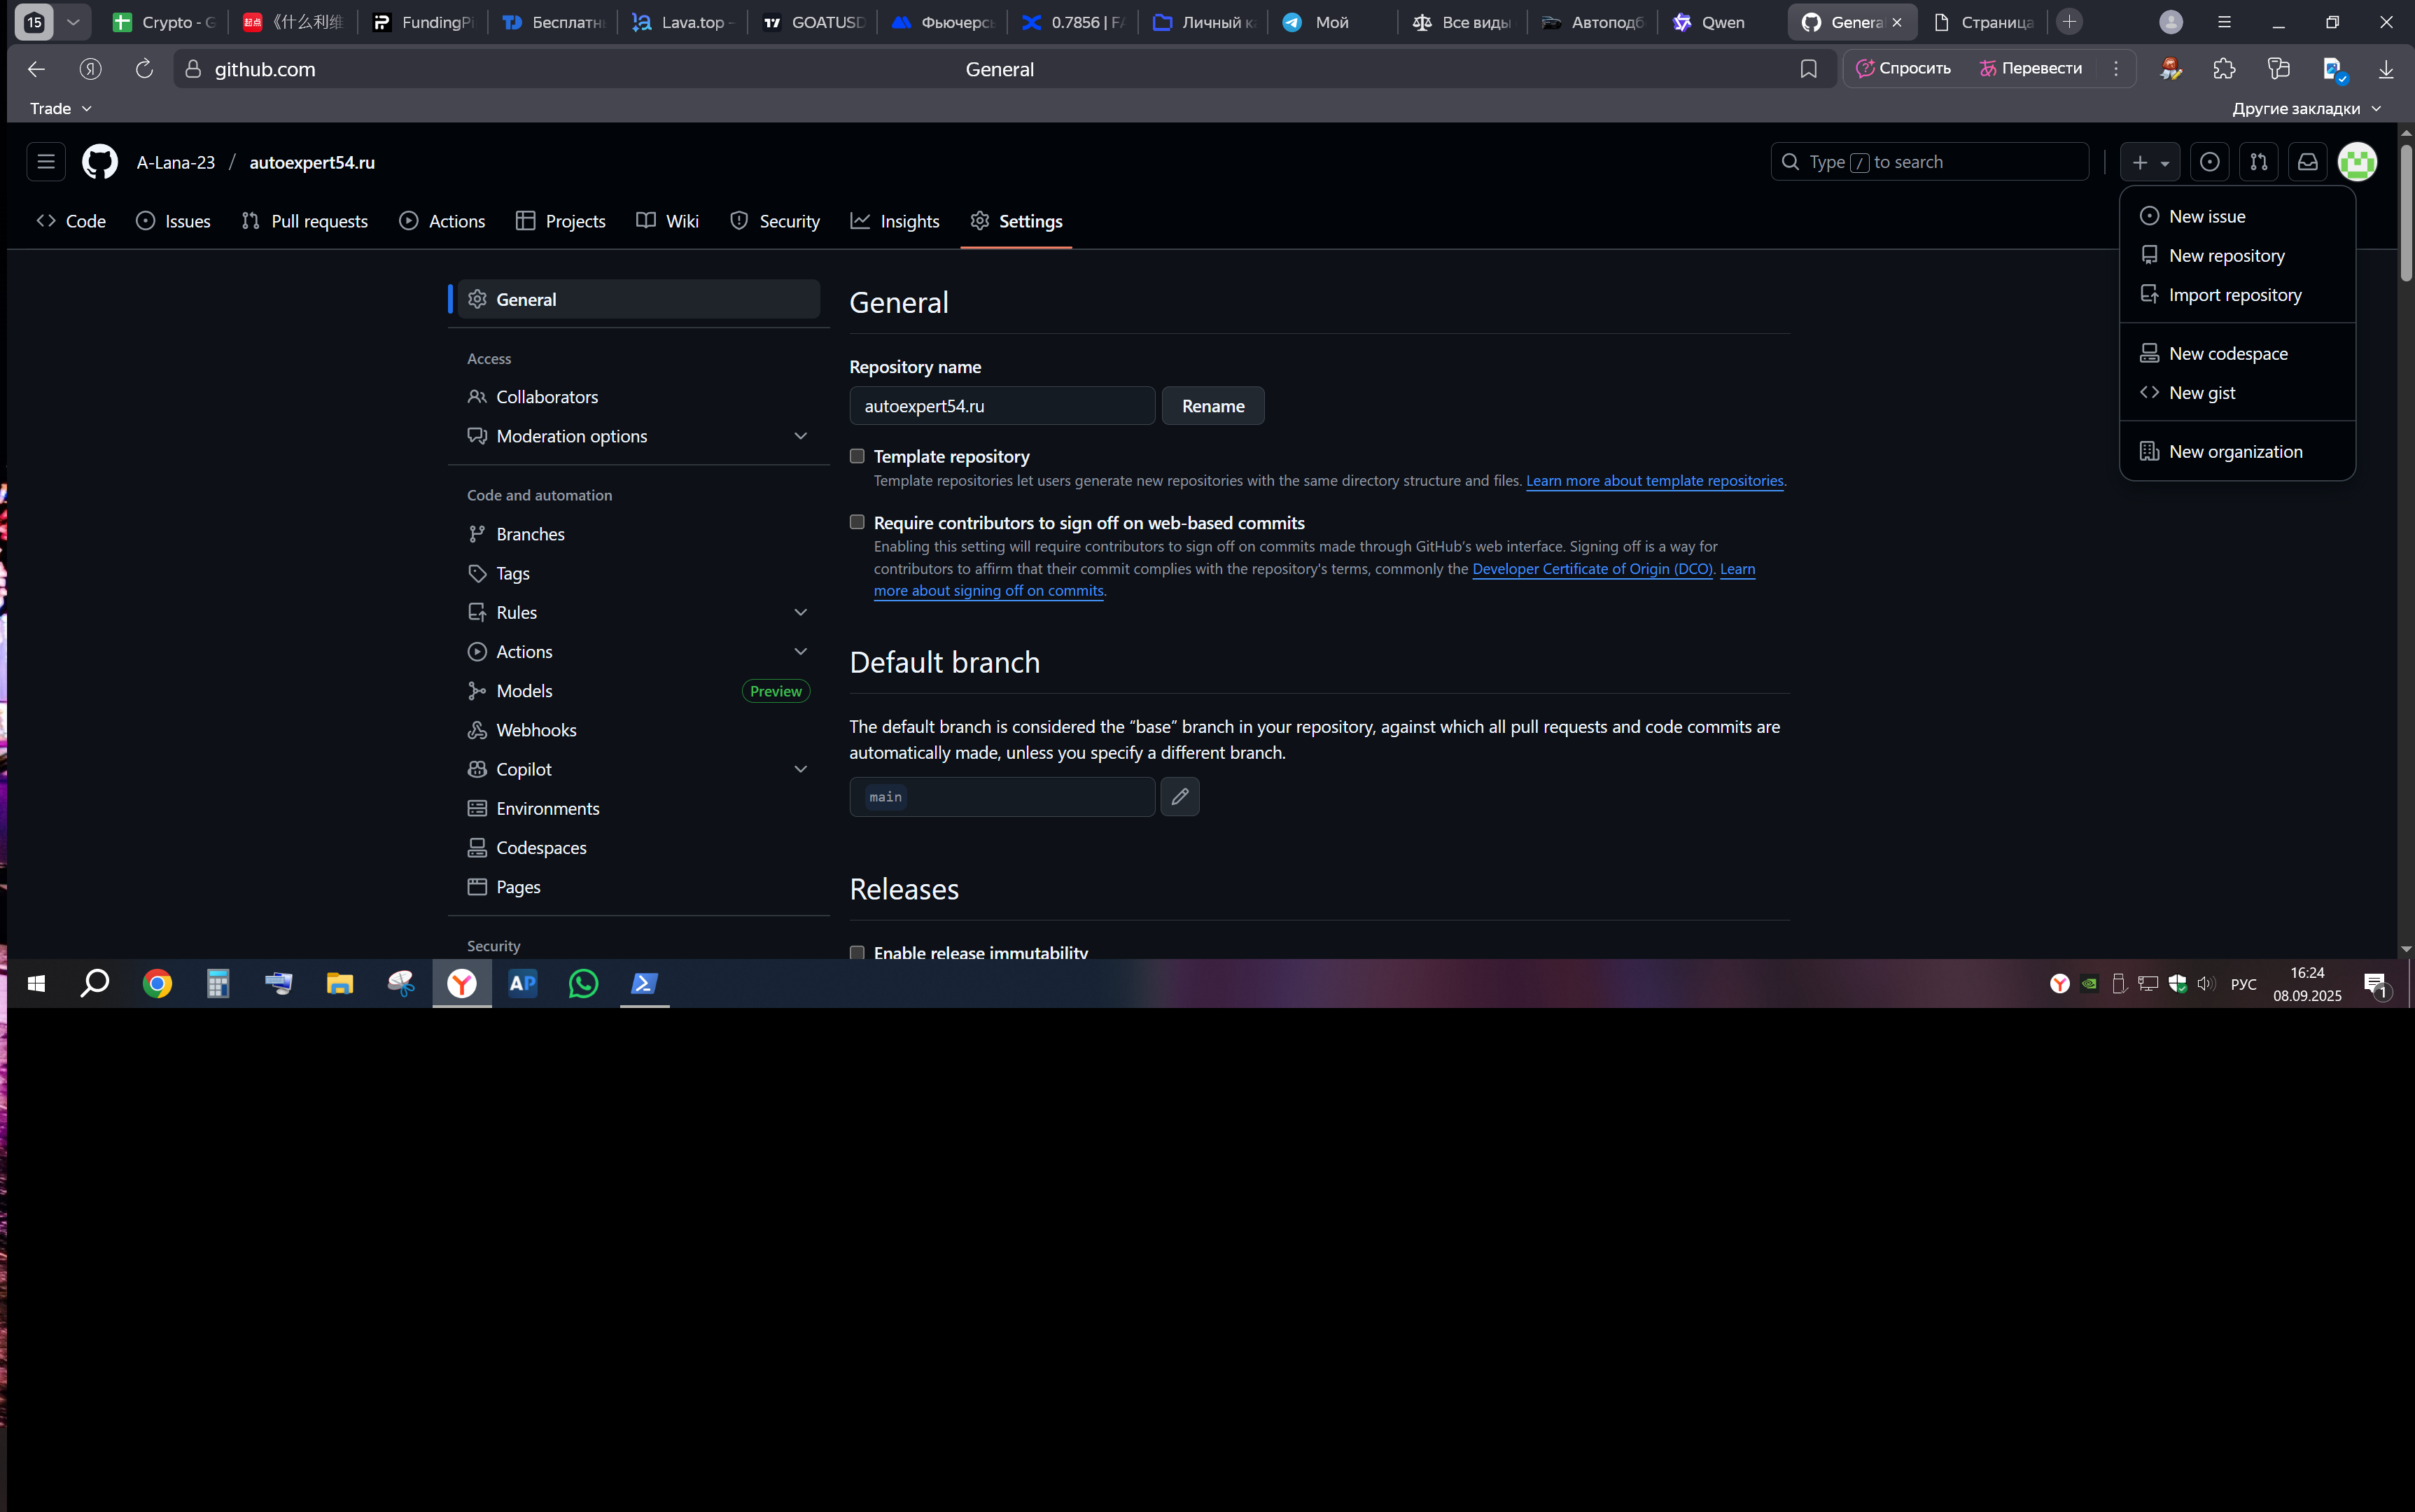 15
Crypto - G
《什么利维
FundingPi
Бесплатн
Lava.top -
GOATUSD
Фьючерс
0.7856 | FA
Личный к
Мой
Все виды
Автоподб
Qwen
Genera
Страница
github.com
General
Спросить
Перевести
Trade
Другие закладки
A-Lana-23 / autoexpert54.ru
Type / to search
Code
Issues
Pull requests
Actions
Projects
Wiki
Security
Insights
Settings
New issue
New repository
Import repository
New codespace
New gist
New organization
General
Access
Collaborators
Moderation options
Code and automation
Branches
Tags
Rules
Actions
Models
Preview
Webhooks
Copilot
Environments
Codespaces
Pages
Security
General
Repository name
autoexpert54.ru
Rename
Template repository
Template repositories let users generate new repositories with the same directory structure and files. Learn more about template repositories.
Require contributors to sign off on web-based commits
Enabling this setting will require contributors to sign off on commits made through GitHub's web interface. Signing off is a way for
contributors to affirm that their commit complies with the repository's terms, commonly the Developer Certificate of Origin (DCO). Learn
more about signing off on commits.
Default branch
The default branch is considered the “base” branch in your repository, against which all pull requests and code commits are
automatically made, unless you specify a different branch.
main
Releases
Enable release immutability
AP
РУС
16:24
08.09.2025
1